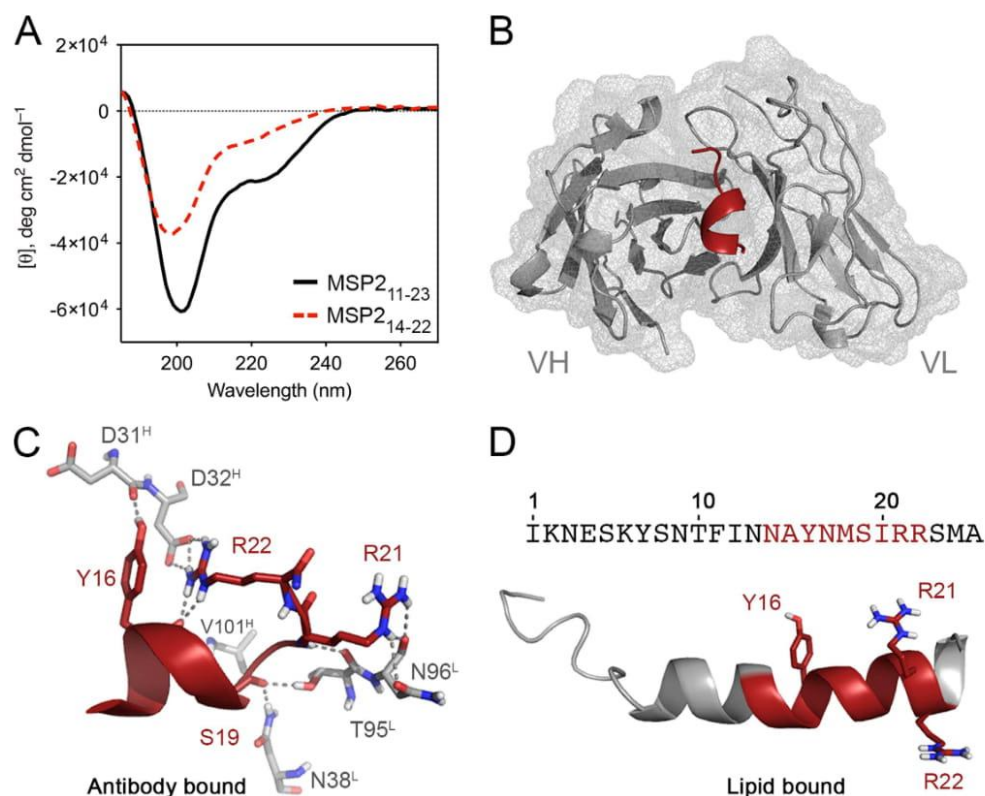 A
2×10⁴
0
-2×10⁴
-4×10⁴
-6×10⁴
[θ], deg cm² dmol⁻¹
MSP2₁₁₋₂₃
MSP2₁₄₋₂₂
200 220 240 260
Wavelength (nm)
B
VH
VL
C
D31ᴴ
D32ᴴ
R22
R21
Y16
V101ᴴ
N96ᴸ
T95ᴸ
S19
N38ᴸ
Antibody bound
D
1 10 20
IKNESKYSNTFINNAYNMSIRRSMA
Y16
R21
R22
Lipid bound